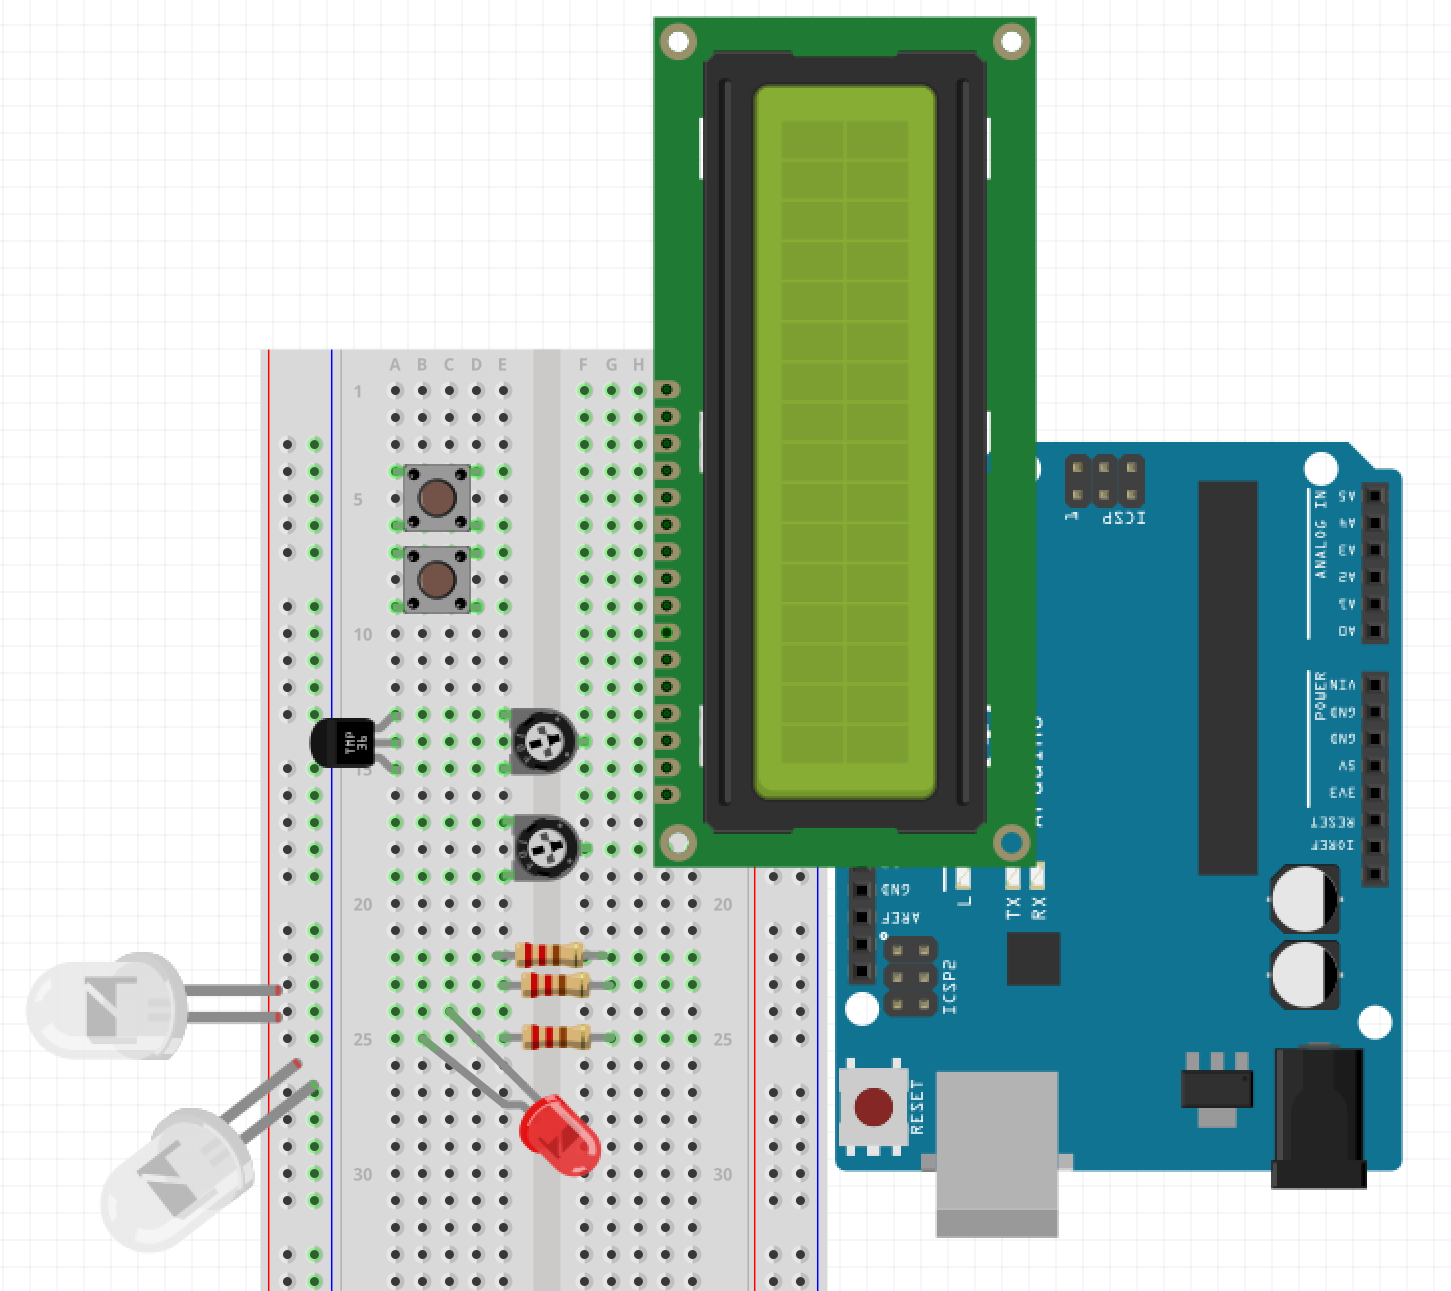 A B C D E F G H
1
5
10
15
20 20
25 25
30 30
TMP
36
1
ICSP
ANALOG IN
A5
A4
A3
A2
A1
A0
POWER
VIN
GND
GND
5V
3V3
RESET
IOREF
GND
AREF
L
TX
RX
ICSP2
RESET